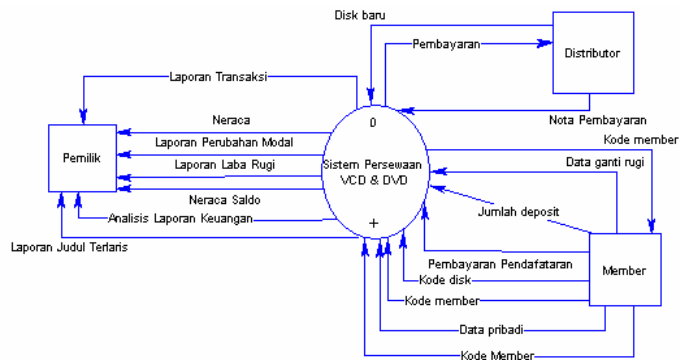 Disk baru
Pembayaran
Distributor
Laporan Transaksi
Nota Pembayaran
Neraca
0
Kode member
Laporan Perubahan Modal
Pemilik
Laporan Laba Rugi
Sistem Persewaan
VCD & DVD
Data ganti rugi
Neraca Saldo
Jumlah deposit
Analisis Laporan Keuangan
+
Laporan Judul Terlaris
Pembayaran Pendafataran
Member
Kode disk
Kode member
Data pribadi
Kode Member